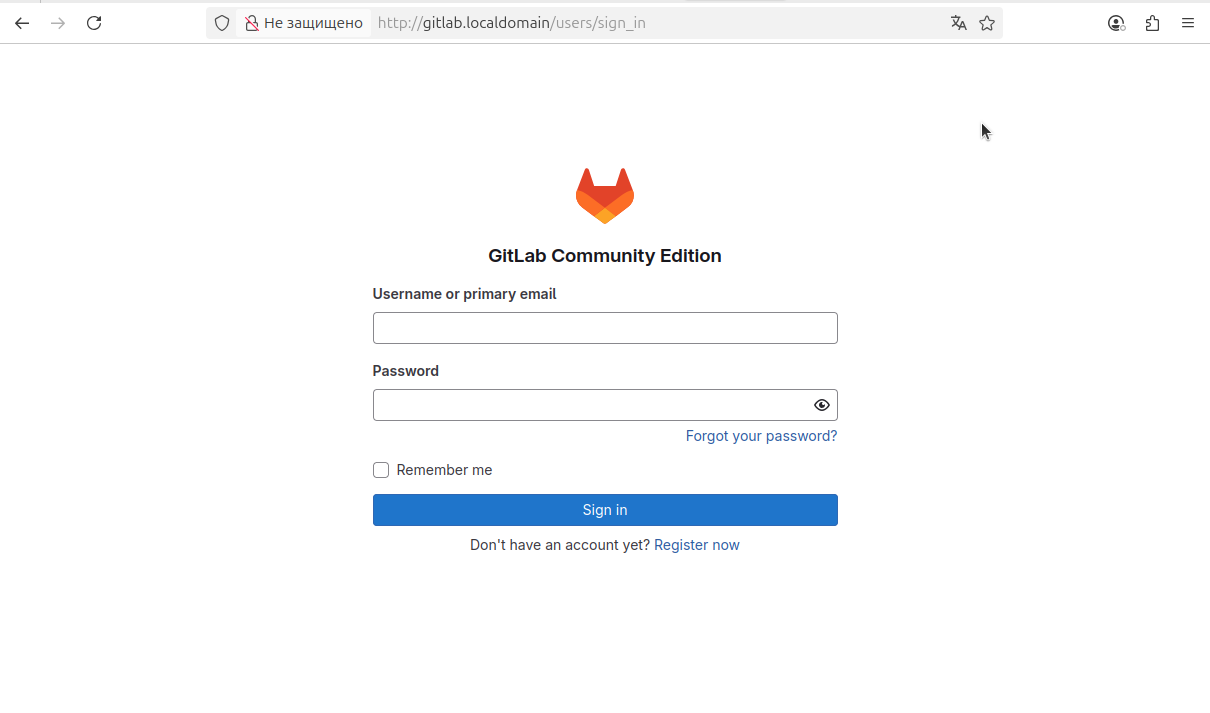 Не защищено http://gitlab.localdomain/users/sign_in
GitLab Community Edition
Username or primary email
Password
Forgot your password?
Remember me
Sign in
Don't have an account yet? Register now